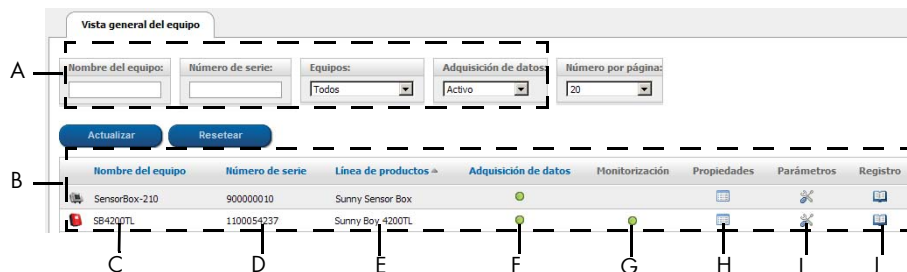 Vista general del equipo
A
Nombre del equipo: Número de serie: Equipos: Adquisición de datos: Número por página:
Todos Activo 20
Actualizar Resetear
B
Nombre del equipo Número de serie Línea de productos Adquisición de datos Monitorización Propiedades Parámetros Registro
SensorBox-210 900000010 Sunny Sensor Box
SB4200TL 1100054237 Sunny Boy 4200TL
C D E F G H I J